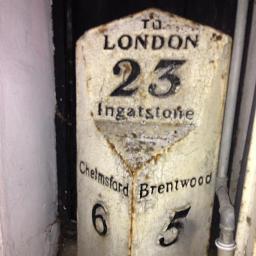 TO
LONDON
23
Ingatstone
Chelmsford
6
Brentwood
5